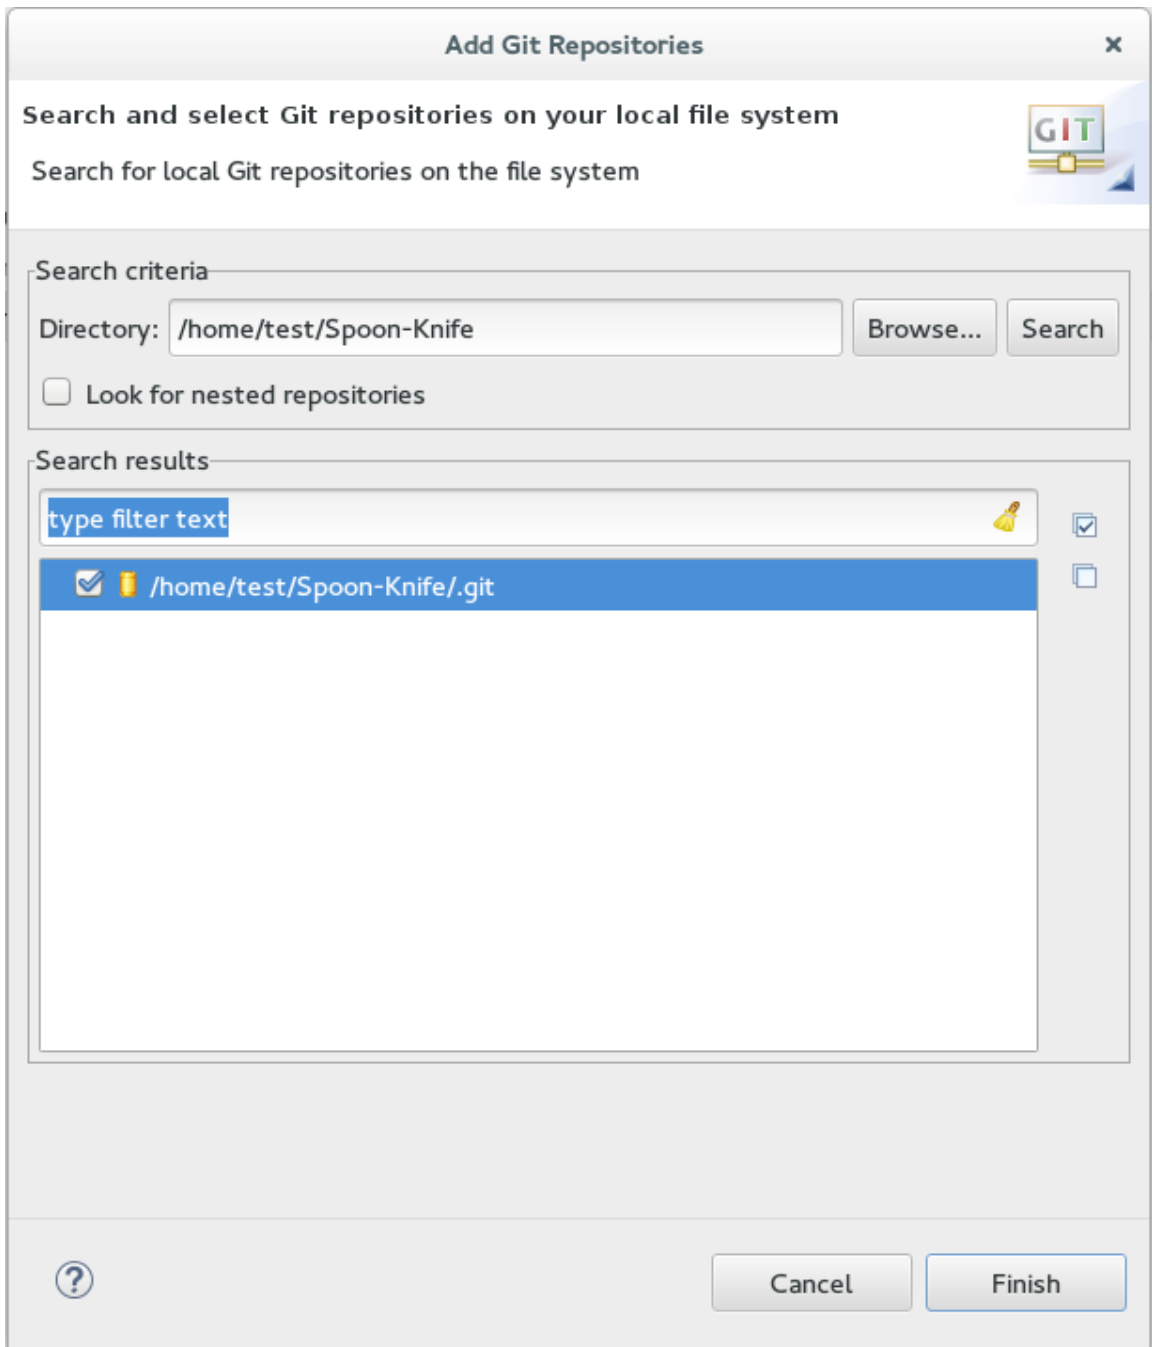 Add Git Repositories
Search and select Git repositories on your local file system
GIT
Search for local Git repositories on the file system
Search criteria
Directory: /home/test/Spoon-Knife Browse... Search
Look for nested repositories
Search results
type filter text
/home/test/Spoon-Knife/.git
? Cancel Finish